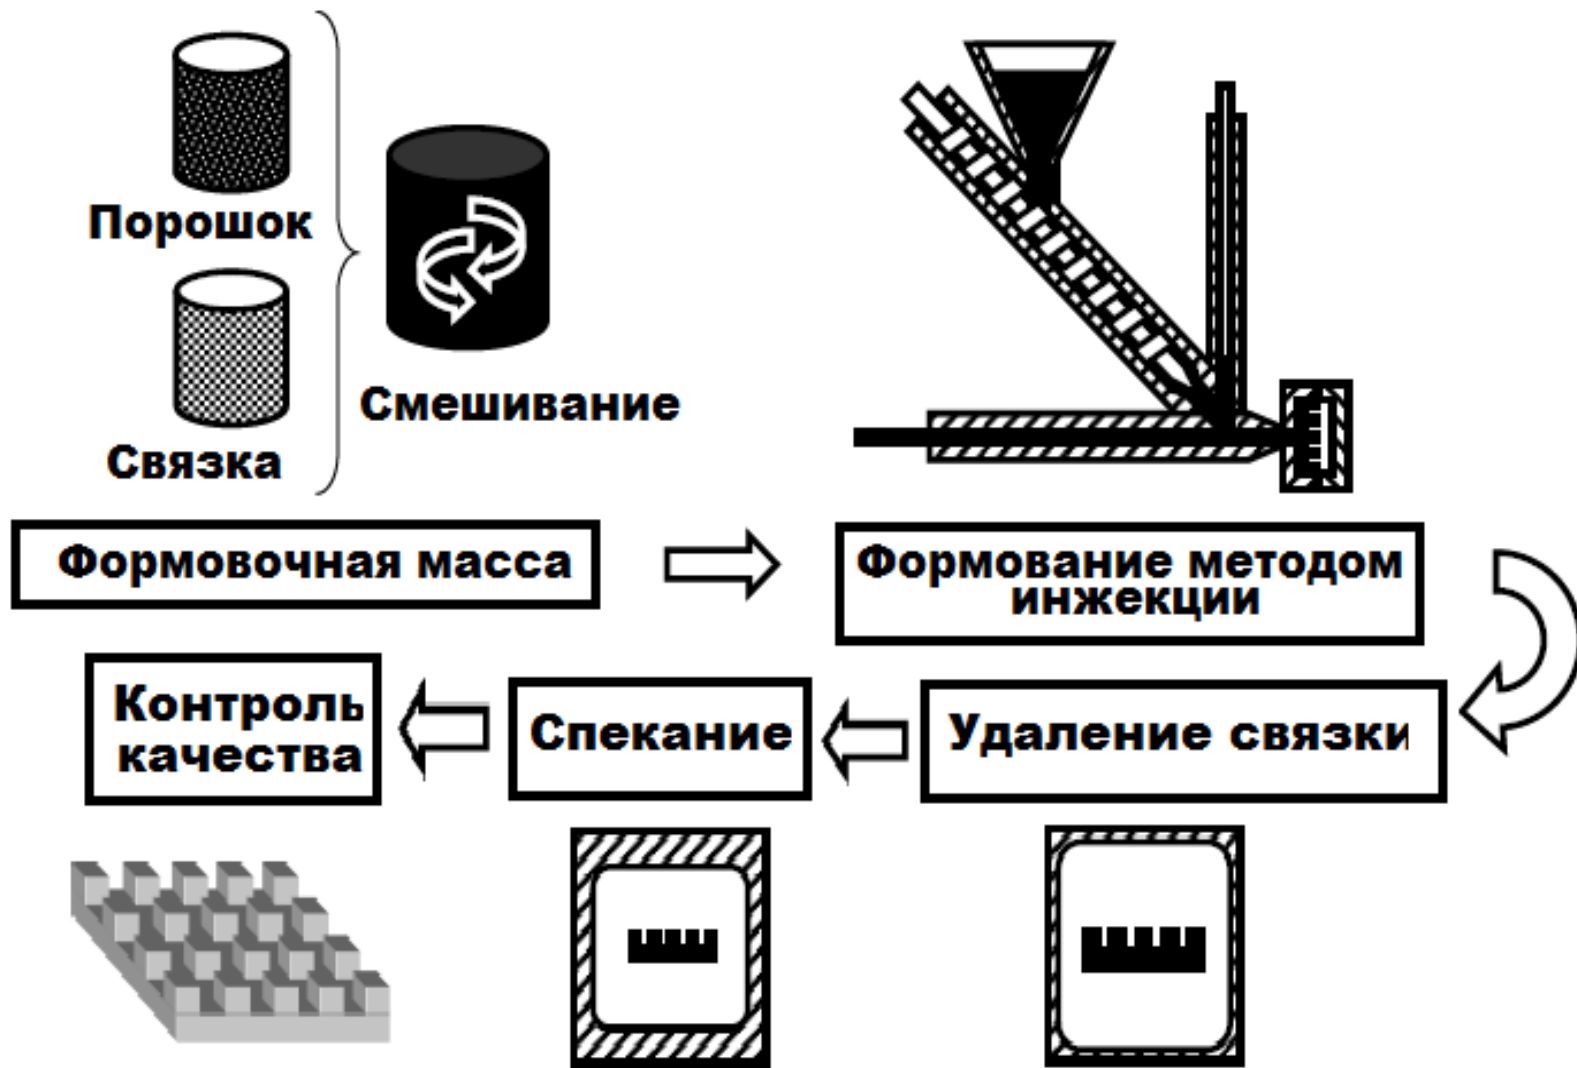 Порошок
Связка
Смешивание
Формовочная масса
Формование методом
инжекции
Контроль
качества
Спекание
Удаление связки